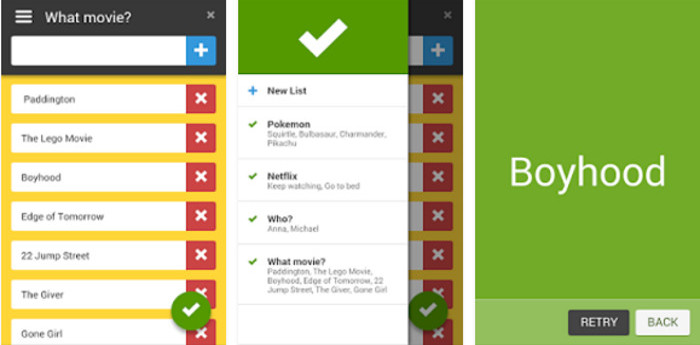 What movie?
Paddington
The Lego Movie
Boyhood
Edge of Tomorrow
22 Jump Street
The Giver
Gone Girl
New List
Pokemon
Squirtle, Bulbasaur, Charmander,
Pikachu
Netflix
Keep watching, Go to bed
Who?
Anna, Michael
What movie?
Paddington, The Lego Movie,
Boyhood, Edge of Tomorrow, 22
Jump Street, The Giver, Gone Girl
Boyhood
RETRY
BACK